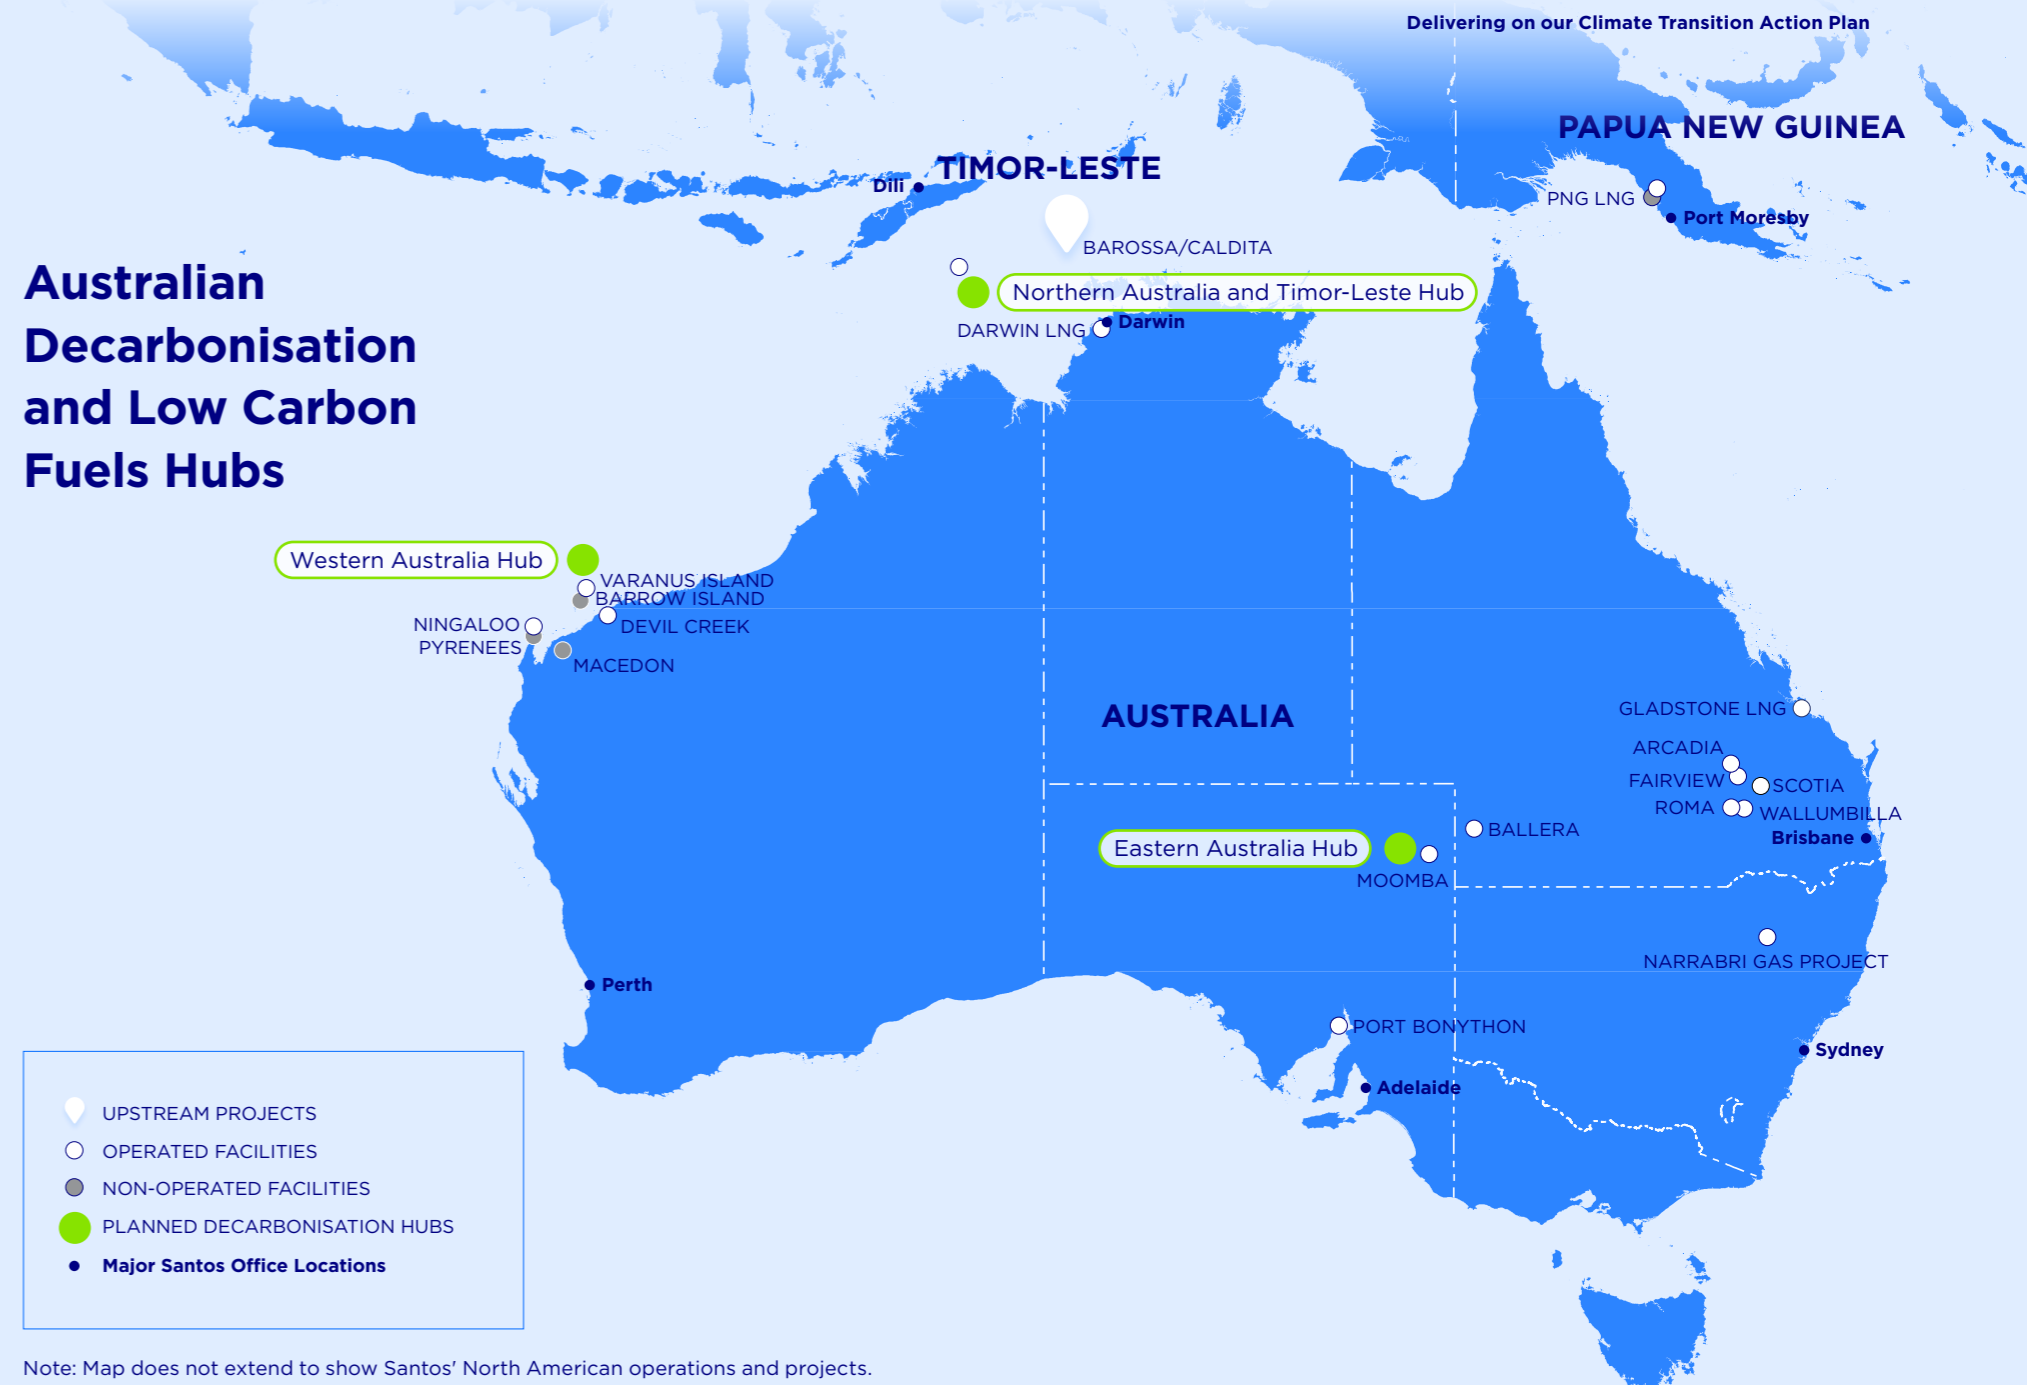 Delivering on our Climate Transition Action Plan
PAPUA NEW GUINEA
TIMOR-LESTE
Dili
PNG LNG
Port Moresby
BAROSSA/CALDITA
Northern Australia and Timor-Leste Hub
DARWIN LNG
Darwin
Australian
Decarbonisation
and Low Carbon
Fuels Hubs
Western Australia Hub
VARANUS ISLAND
BARROW ISLAND
NINGALOO
DEVIL CREEK
PYRENEES
MACEDON
AUSTRALIA
GLADSTONE LNG
ARCADIA
FAIRVIEW
SCOTIA
ROMA
WALLUMBILLA
BALLERA
Brisbane
Eastern Australia Hub
MOOMBA
NARRABRI GAS PROJECT
Perth
PORT BONYTHON
Sydney
Adelaide
UPSTREAM PROJECTS
OPERATED FACILITIES
NON-OPERATED FACILITIES
PLANNED DECARBONISATION HUBS
Major Santos Office Locations
Note: Map does not extend to show Santos' North American operations and projects.